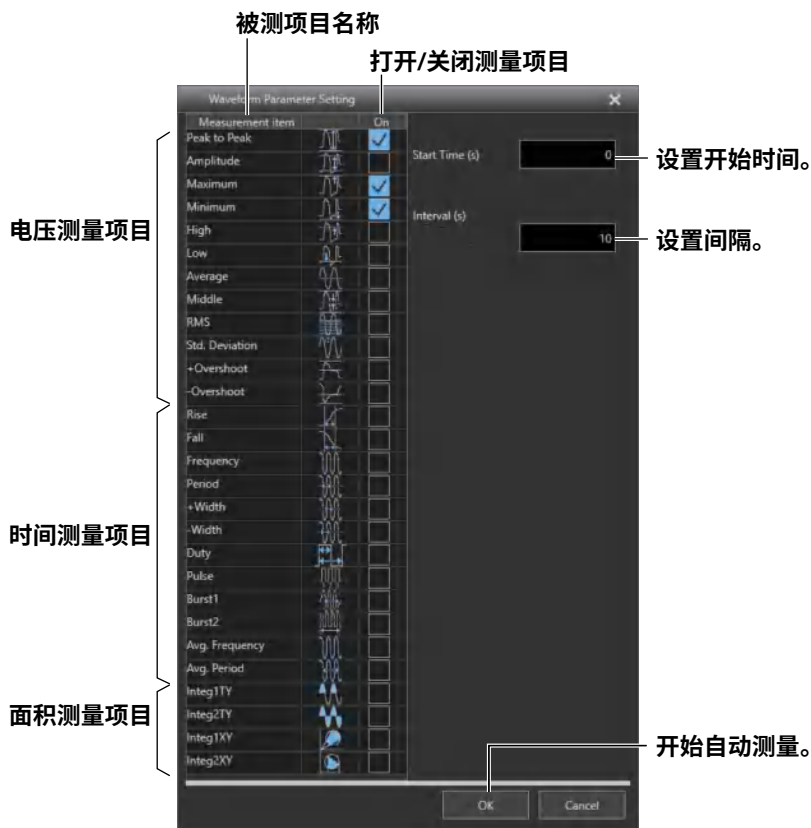 被测项目名称
打开/关闭测量项目
Waveform Parameter Setting
Measurement item On
Peak to Peak
Amplitude
Maximum
Minimum
High
Low
Average
Middle
RMS
Std. Deviation
+Overshoot
-Overshoot
Rise
Fall
Frequency
Period
+Width
-Width
Duty
Pulse
Burst1
Burst2
Avg. Frequency
Avg. Period
Integ1TY
Integ2TY
Integ1XY
Integ2XY
电压测量项目
时间测量项目
面积测量项目
Start Time (s) 0
设置开始时间。
Interval (s)
10
设置间隔。
开始自动测量。
OK Cancel